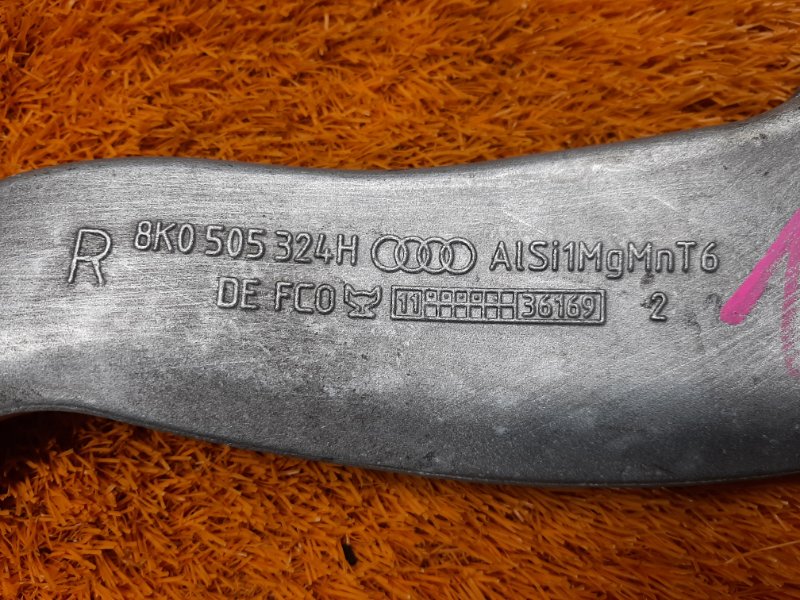 R 8K0 505 324H AlSi1MgMnT6
DE FC0 11 36169 2